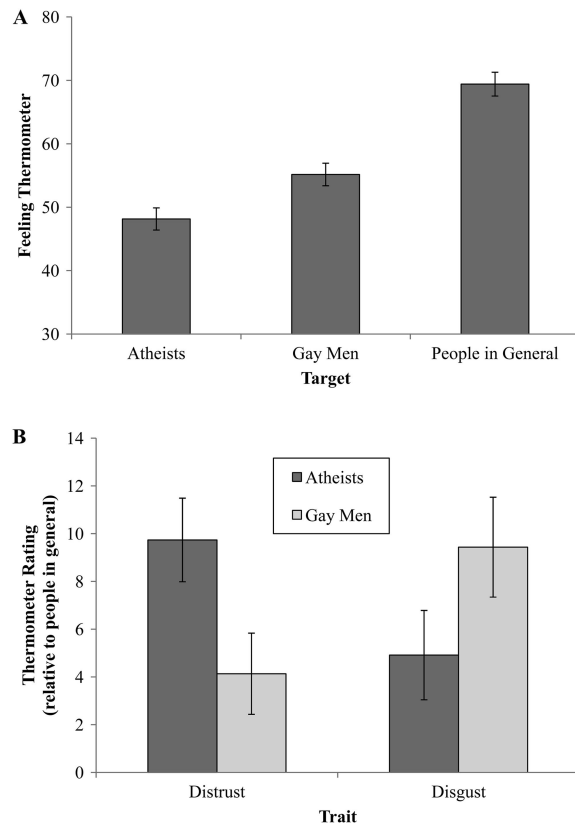 A
80
70
60
50
40
30
Feeling Thermometer
Atheists
Gay Men
People in General
Target
B
14
12
10
8
6
4
2
0
Thermometer Rating
(relative to people in general)
Atheists
Gay Men
Distrust
Disgust
Trait